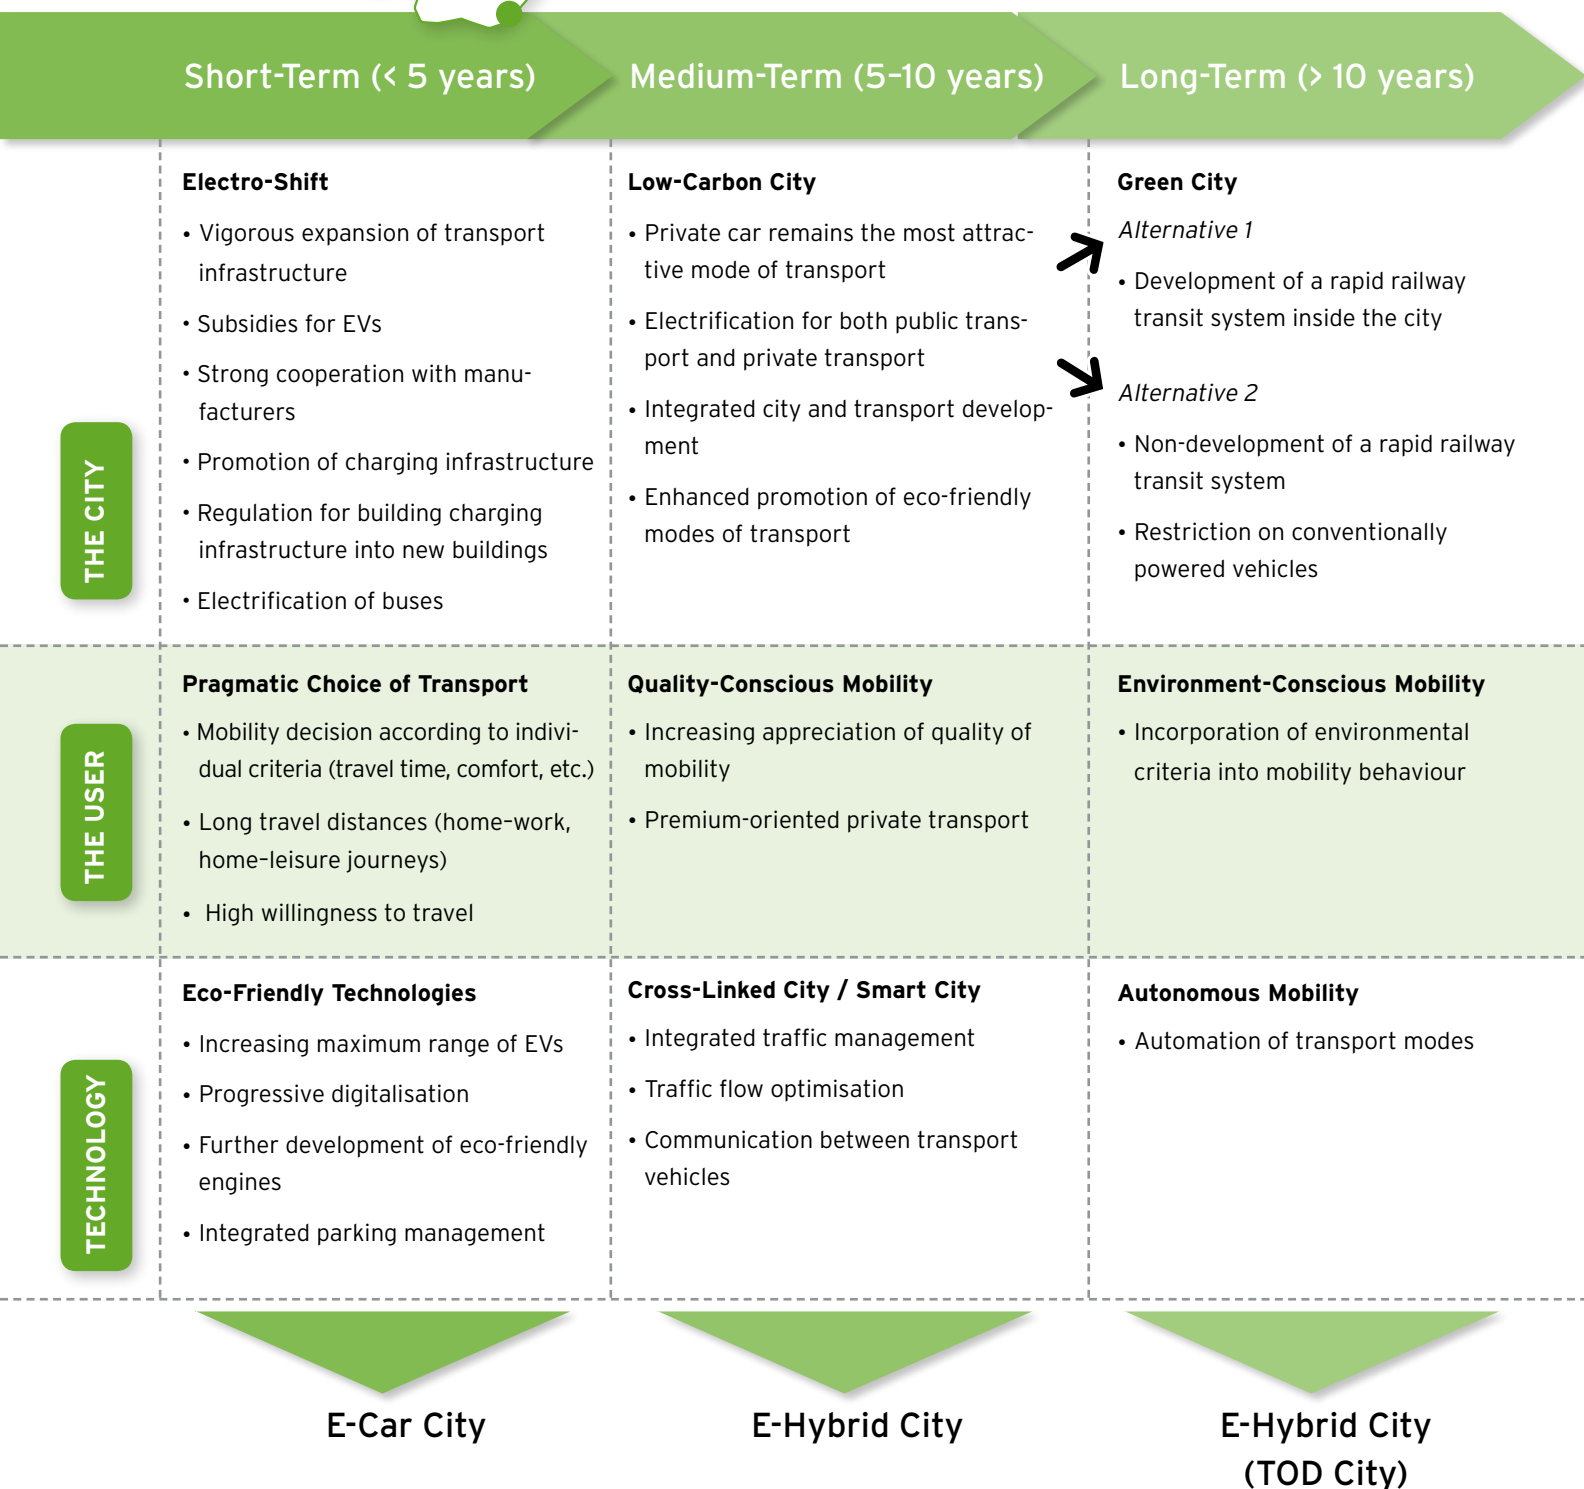 Short-Term (< 5 years)
Medium-Term (5–10 years)
Long-Term (> 10 years)
THE CITY
Electro-Shift
• Vigorous expansion of transport
infrastructure
• Subsidies for EVs
• Strong cooperation with manu-
facturers
• Promotion of charging infrastructure
• Regulation for building charging
infrastructure into new buildings
• Electrification of buses
Low-Carbon City
• Private car remains the most attrac-
tive mode of transport
• Electrification for both public trans-
port and private transport
• Integrated city and transport develop-
ment
• Enhanced promotion of eco-friendly
modes of transport
Green City
Alternative 1
• Development of a rapid railway
transit system inside the city
Alternative 2
• Non-development of a rapid railway
transit system
• Restriction on conventionally
powered vehicles
THE USER
Pragmatic Choice of Transport
• Mobility decision according to indivi-
dual criteria (travel time, comfort, etc.)
• Long travel distances (home–work,
home–leisure journeys)
• High willingness to travel
Quality-Conscious Mobility
• Increasing appreciation of quality of
mobility
• Premium-oriented private transport
Environment-Conscious Mobility
• Incorporation of environmental
criteria into mobility behaviour
TECHNOLOGY
Eco-Friendly Technologies
• Increasing maximum range of EVs
• Progressive digitalisation
• Further development of eco-friendly
engines
• Integrated parking management
Cross-Linked City / Smart City
• Integrated traffic management
• Traffic flow optimisation
• Communication between transport
vehicles
Autonomous Mobility
• Automation of transport modes
E-Car City
E-Hybrid City
E-Hybrid City
(TOD City)